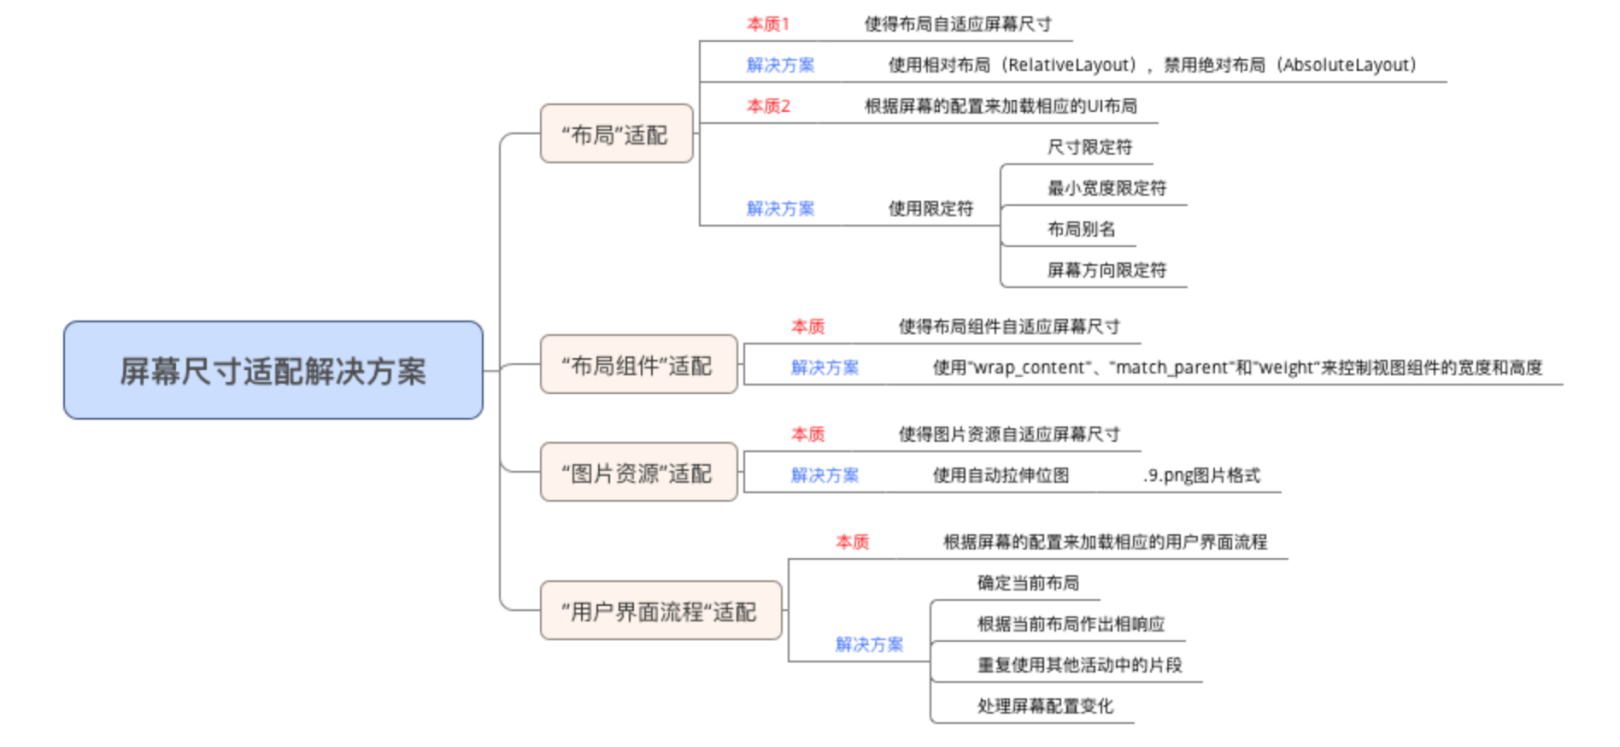 屏幕尺寸适配解决方案
“布局”适配
本质1 使得布局自适应屏幕尺寸
解决方案 使用相对布局（RelativeLayout），禁用绝对布局（AbsoluteLayout）
本质2 根据屏幕的配置来加载相应的UI布局
解决方案 使用限定符
尺寸限定符
最小宽度限定符
布局别名
屏幕方向限定符
“布局组件”适配
本质 使得布局组件自适应屏幕尺寸
解决方案 使用"wrap_content"、"match_parent"和"weight“来控制视图组件的宽度和高度
“图片资源”适配
本质 使得图片资源自适应屏幕尺寸
解决方案 使用自动拉伸位图 .9.png图片格式
”用户界面流程“适配
本质 根据屏幕的配置来加载相应的用户界面流程
解决方案
确定当前布局
根据当前布局作出相响应
重复使用其他活动中的片段
处理屏幕配置变化